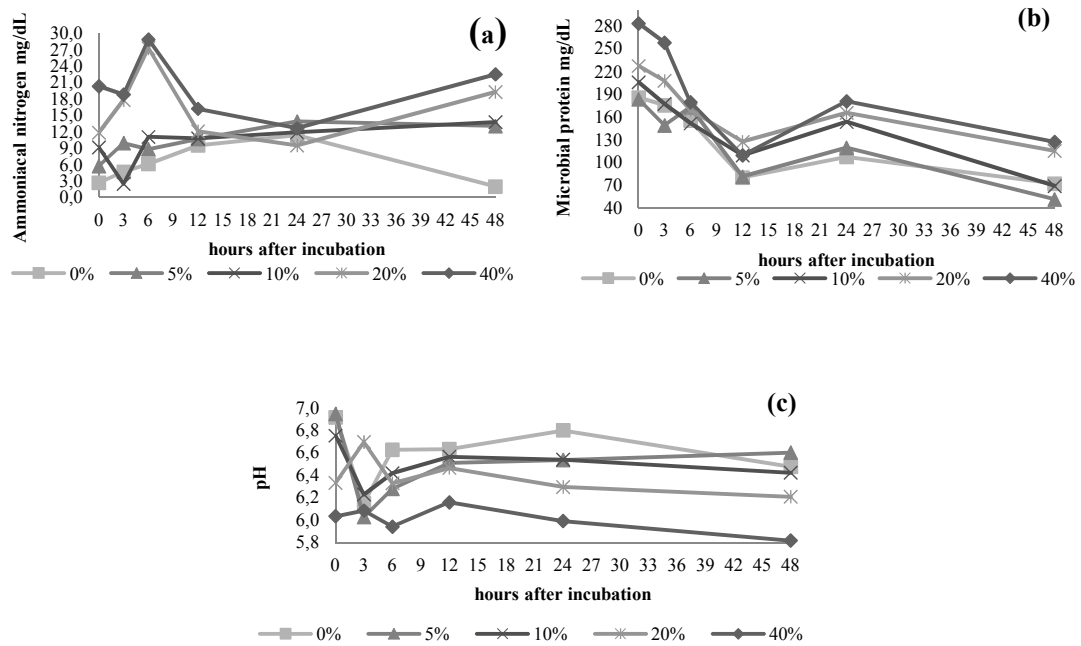 (a)
Ammoniacal nitrogen mg/dL
30,0
27,0
24,0
21,0
18,0
15,0
12,0
9,0
6,0
3,0
0,0
0 3 6 9 12 15 18 21 24 27 30 33 36 39 42 45 48
hours after incubation
0% 5% 10% 20% 40%
(b)
Microbial protein mg/dL
280
250
220
190
160
130
100
70
40
0 3 6 9 12 15 18 21 24 27 30 33 36 39 42 45 48
hours after incubation
0% 5% 10% 20% 40%
(c)
pH
7,0
6,8
6,6
6,4
6,2
6,0
5,8
0 3 6 9 12 15 18 21 24 27 30 33 36 39 42 45 48
hours after incubation
0% 5% 10% 20% 40%